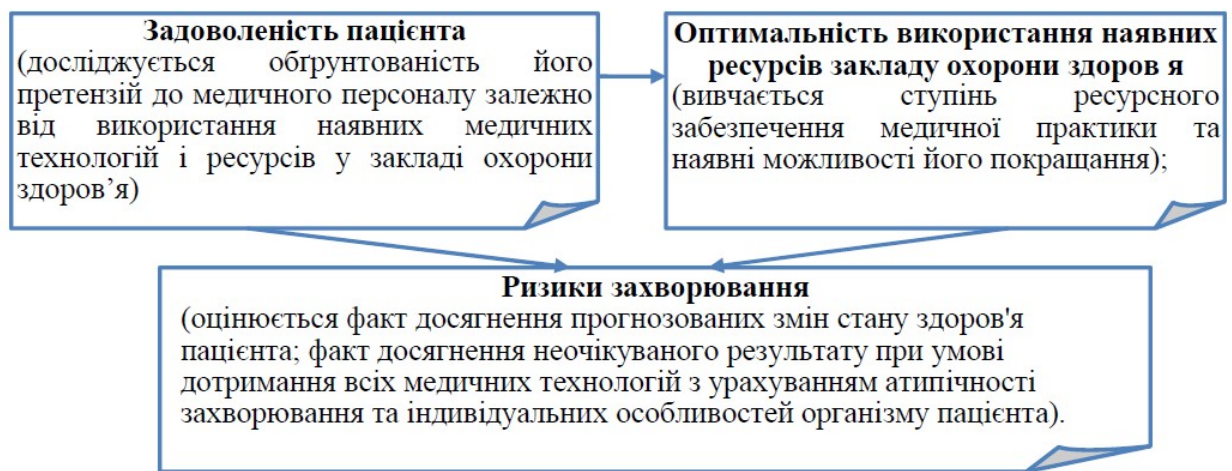 Задоволеність пацієнта
(досліджується обґрунтованість його
претензій до медичного персоналу залежно
від використання наявних медичних
технологій і ресурсів у закладі охорони
здоров’я)
Оптимальність використання наявних
ресурсів закладу охорони здоров я
(вивчається ступінь ресурсного
забезпечення медичної практики та
наявні можливості його покращання);
Ризики захворювання
(оцінюється факт досягнення прогнозованих змін стану здоров'я
пацієнта; факт досягнення неочікуваного результату при умові
дотримання всіх медичних технологій з урахуванням атипічності
захворювання та індивідуальних особливостей організму пацієнта).